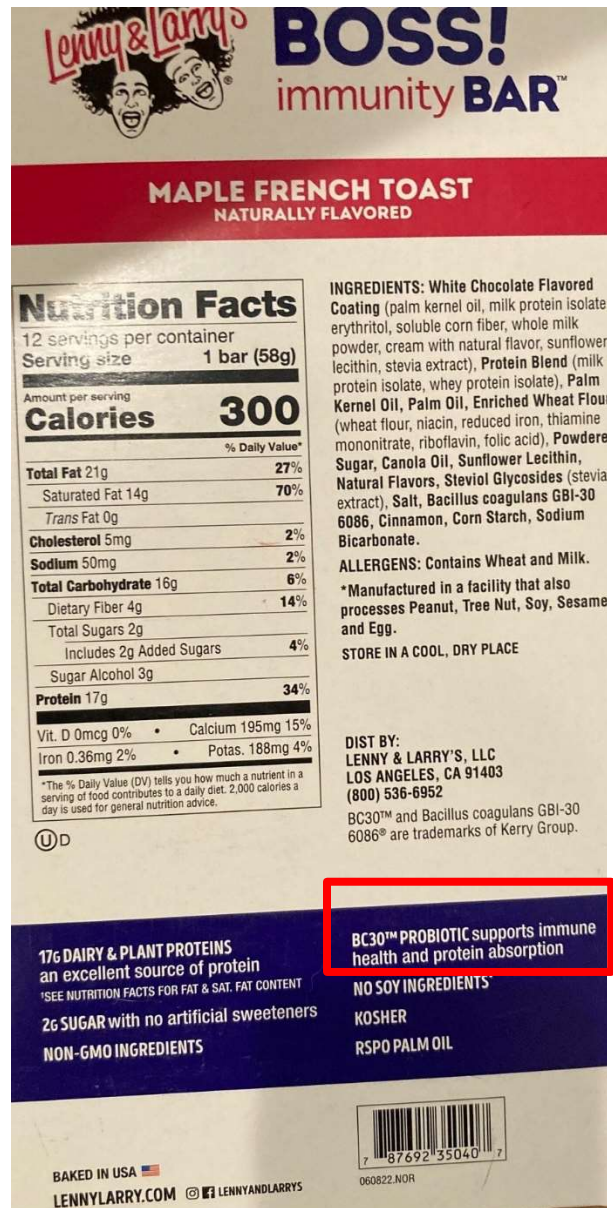 Lenny & Larry's®
BOSS!
immunity BAR™
MAPLE FRENCH TOAST
NATURALLY FLAVORED
Nutrition Facts
12 servings per container
Serving size 1 bar (58g)
Amount per serving
Calories 300
% Daily Value*
Total Fat 21g 27%
Saturated Fat 14g 70%
Trans Fat 0g
Cholesterol 5mg 2%
Sodium 50mg 2%
Total Carbohydrate 16g 6%
Dietary Fiber 4g 14%
Total Sugars 2g
Includes 2g Added Sugars 4%
Sugar Alcohol 3g
Protein 17g 34%
Vit. D 0mcg 0% • Calcium 195mg 15%
Iron 0.36mg 2% • Potas. 188mg 4%
*The % Daily Value (DV) tells you how much a nutrient in a
serving of food contributes to a daily diet. 2,000 calories a
day is used for general nutrition advice.
UD
INGREDIENTS: White Chocolate Flavored
Coating (palm kernel oil, milk protein isolate
erythritol, soluble corn fiber, whole milk
powder, cream with natural flavor, sunflower
lecithin, stevia extract), Protein Blend (milk
protein isolate, whey protein isolate), Palm
Kernel Oil, Palm Oil, Enriched Wheat Flou
(wheat flour, niacin, reduced iron, thiamine
mononitrate, riboflavin, folic acid), Powdere
Sugar, Canola Oil, Sunflower Lecithin,
Natural Flavors, Steviol Glycosides (stevia
extract), Salt, Bacillus coagulans GBI-30
6086, Cinnamon, Corn Starch, Sodium
Bicarbonate.
ALLERGENS: Contains Wheat and Milk.
*Manufactured in a facility that also
processes Peanut, Tree Nut, Soy, Sesame
and Egg.
STORE IN A COOL, DRY PLACE
DIST BY:
LENNY & LARRY'S, LLC
LOS ANGELES, CA 91403
(800) 536-6952
BC30™ and Bacillus coagulans GBI-30
6086® are trademarks of Kerry Group.
17G DAIRY & PLANT PROTEINS
an excellent source of protein
†SEE NUTRITION FACTS FOR FAT & SAT. FAT CONTENT
2G SUGAR with no artificial sweeteners
NON-GMO INGREDIENTS
BC30™ PROBIOTIC supports immune
health and protein absorption
NO SOY INGREDIENTS*
KOSHER
RSPO PALM OIL
BAKED IN USA
LENNYLARRY.COM LENNYANDLARRYS
7 87692 35040 7
060822.NOR